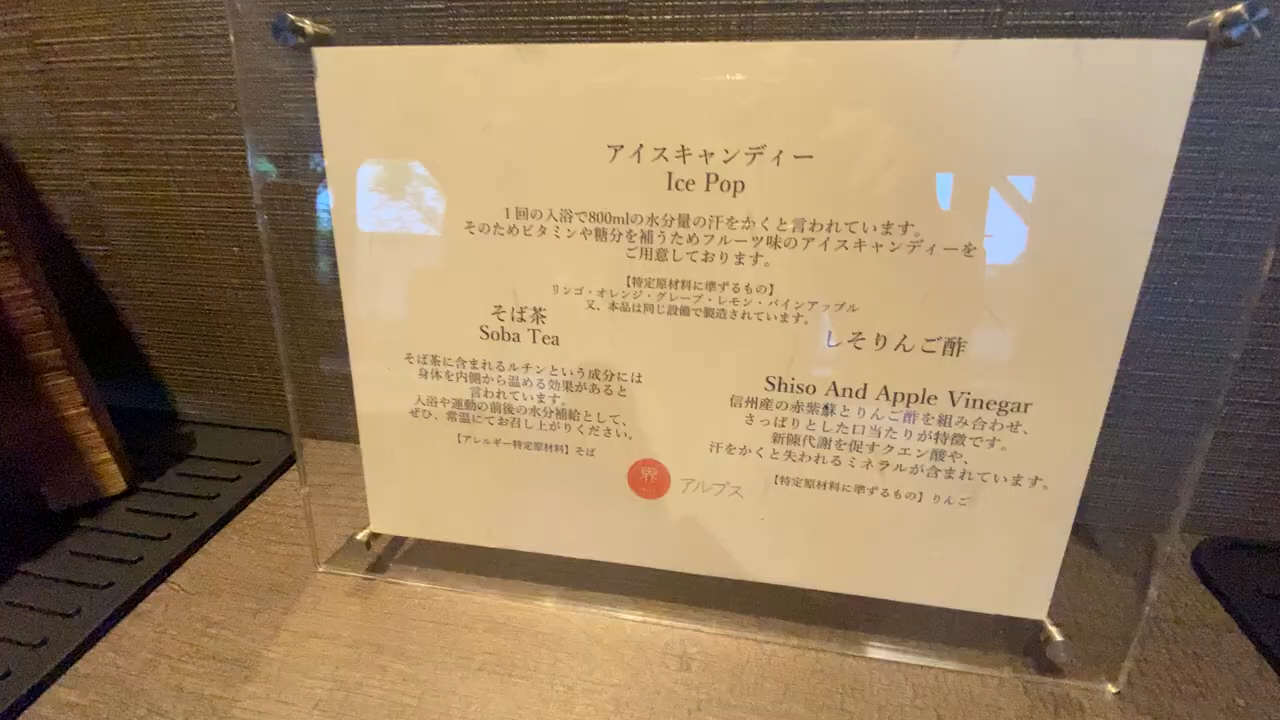 アイスキャンディー
Ice Pop
１回の入浴で800mlの水分量の汗をかくと言われています。
そのためビタミンや糖分を補うためフルーツ味のアイスキャンディーを
ご用意しております。
【特定原材料に準ずるもの】
リンゴ・オレンジ・グレープ・レモン・パインアップル
又、本品は同じ設備で製造されています。
そば茶
Soba Tea
そば茶に含まれるルチンという成分には
身体を内側から温める効果があると
言われています。
入浴や運動の前後の水分補給として、
ぜひ、常温にてお召し上がりください。
【アレルギー特定原材料】そば
しそりんご酢
Shiso And Apple Vinegar
信州産の赤紫蘇とりんご酢を組み合わせ、
さっぱりとした口当たりが特徴です。
新陳代謝を促すクエン酸や、
汗をかくと失われるミネラルが含まれています。
【特定原材料に準ずるもの】りんご
界 アルプス